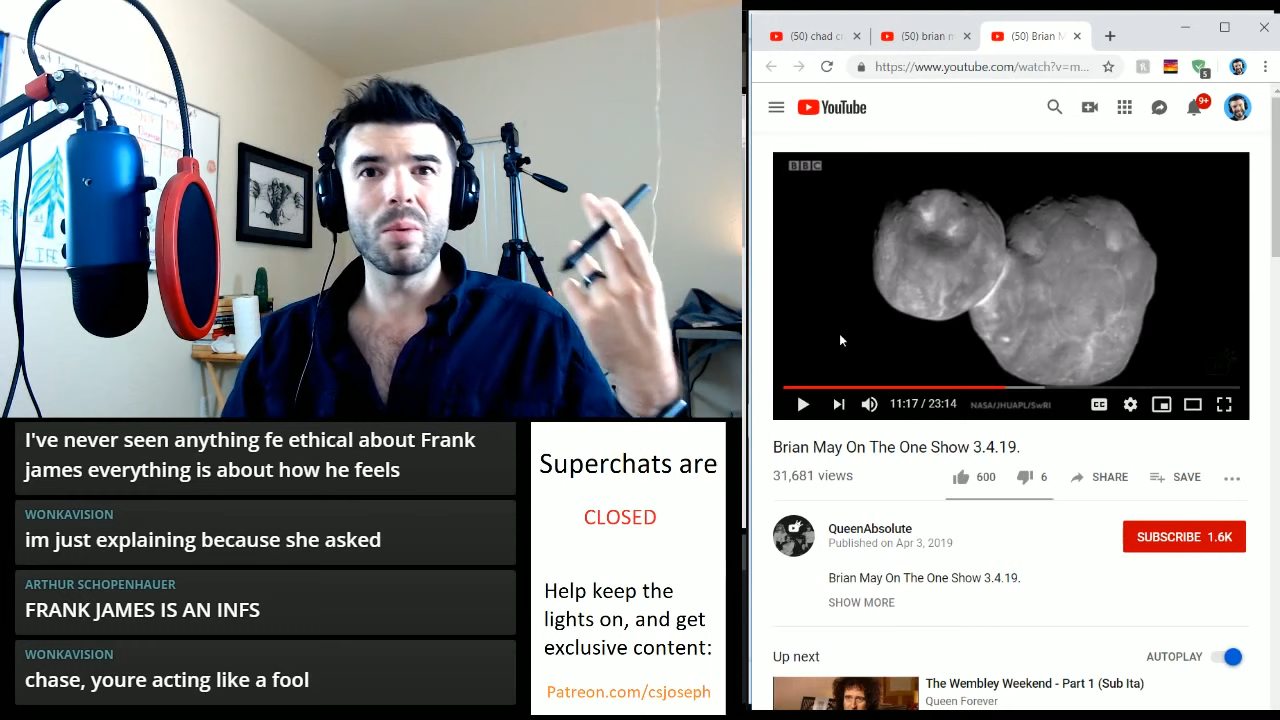 (50) chad c
(50) brian m
(50) Brian M
https://www.youtube.com/watch?v=m...
5
YouTube
9+
BBC
LIFE
11:17 / 23:14
NASA/JHUAPL/SwRI
CC
Brian May On The One Show 3.4.19.
31,681 views
600
6
SHARE
SAVE
QueenAbsolute
Published on Apr 3, 2019
SUBSCRIBE 1.6K
Brian May On The One Show 3.4.19.
SHOW MORE
Up next
AUTOPLAY
The Wembley Weekend - Part 1 (Sub Ita)
Queen Forever
I've never seen anything fe ethical about Frank
james everything is about how he feels
WONKAVISION
im just explaining because she asked
ARTHUR SCHOPENHAUER
FRANK JAMES IS AN INFS
WONKAVISION
chase, youre acting like a fool
Superchats are
CLOSED
Help keep the
lights on, and get
exclusive content:
Patreon.com/csjoseph